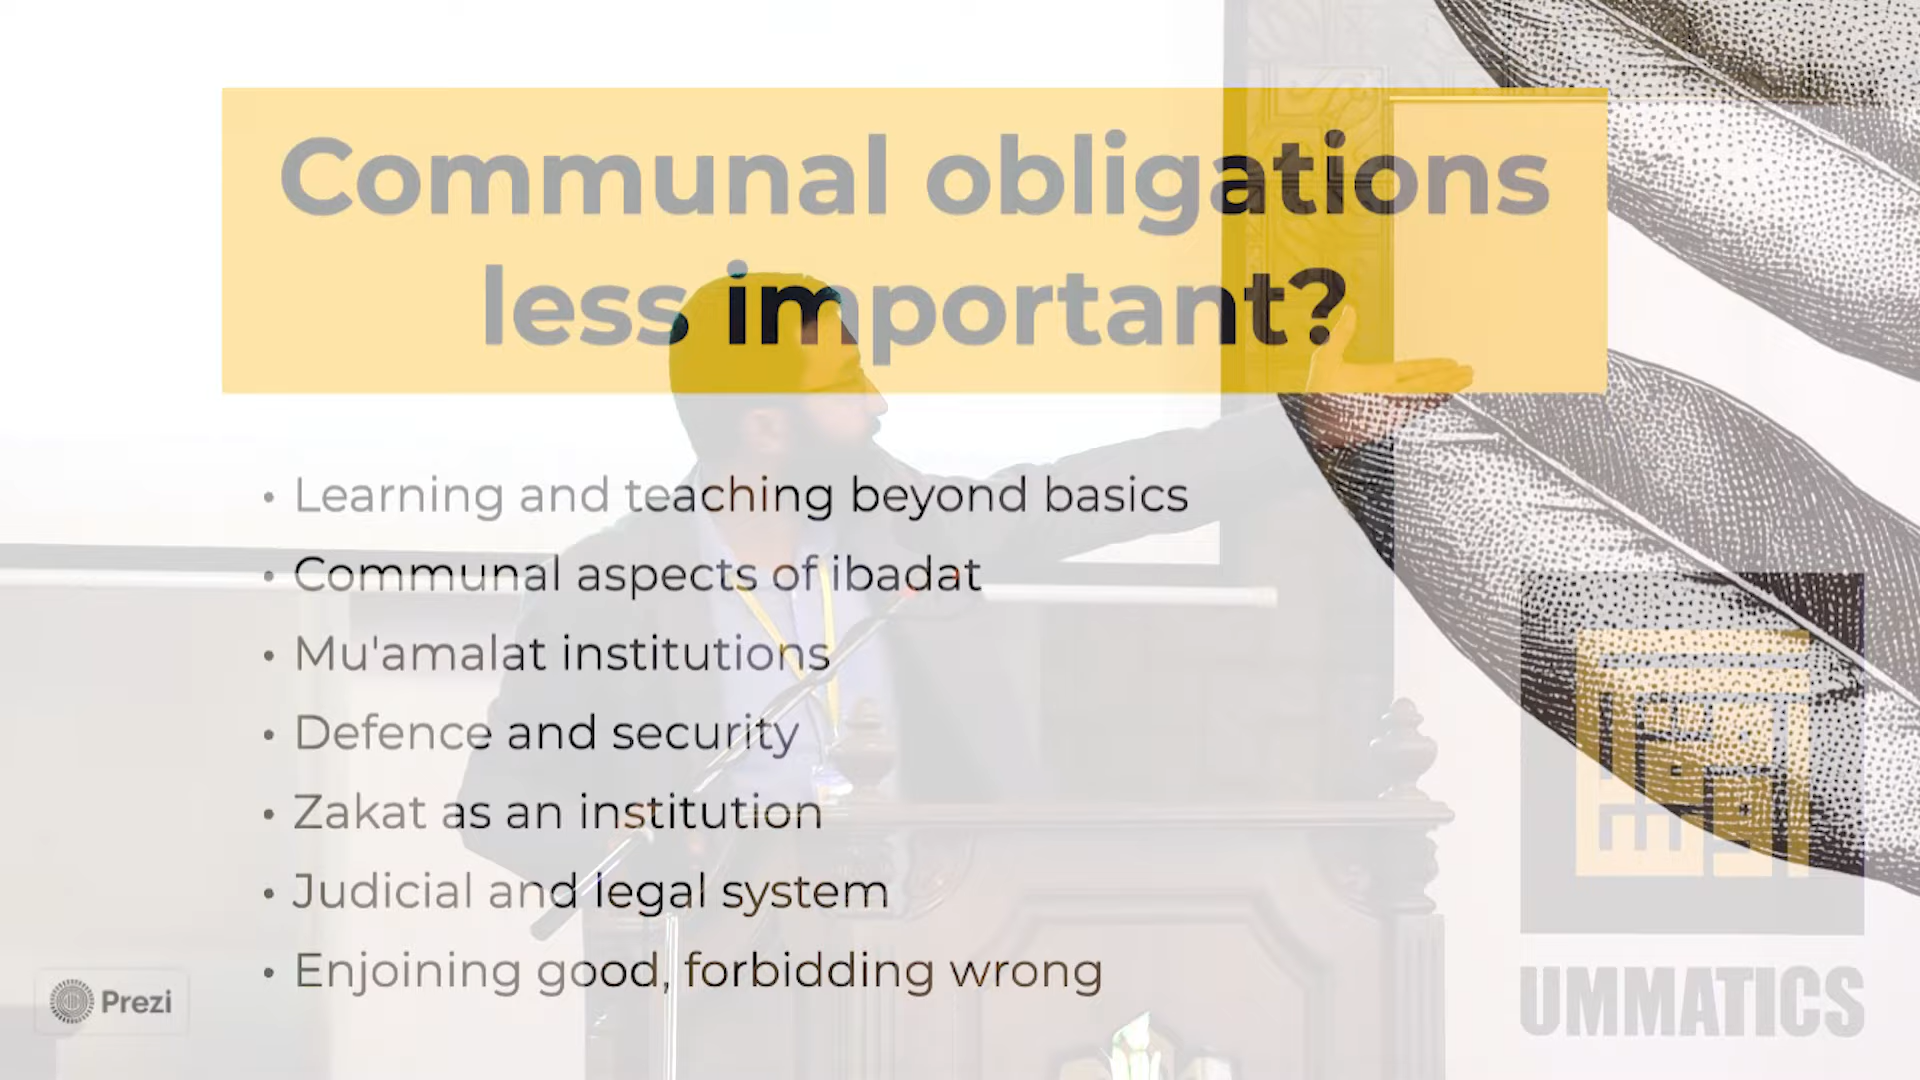 Communal obligations
less important?
• Learning and teaching beyond basics
• Communal aspects of ibadat
• Mu'amalat institutions
• Defence and security
• Zakat as an institution
• Judicial and legal system
• Enjoining good, forbidding wrong
Prezi
UMMATICS